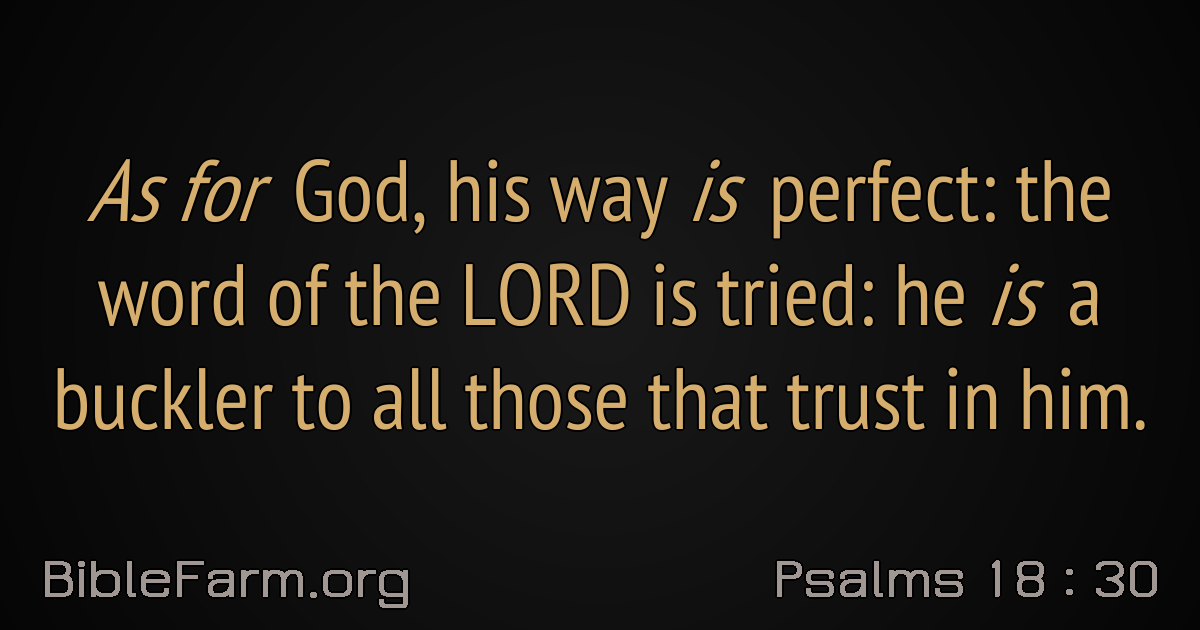 As for God, his way is perfect: the
word of the LORD is tried: he is a
buckler to all those that trust in him.
BibleFarm.org
Psalms 18 : 30